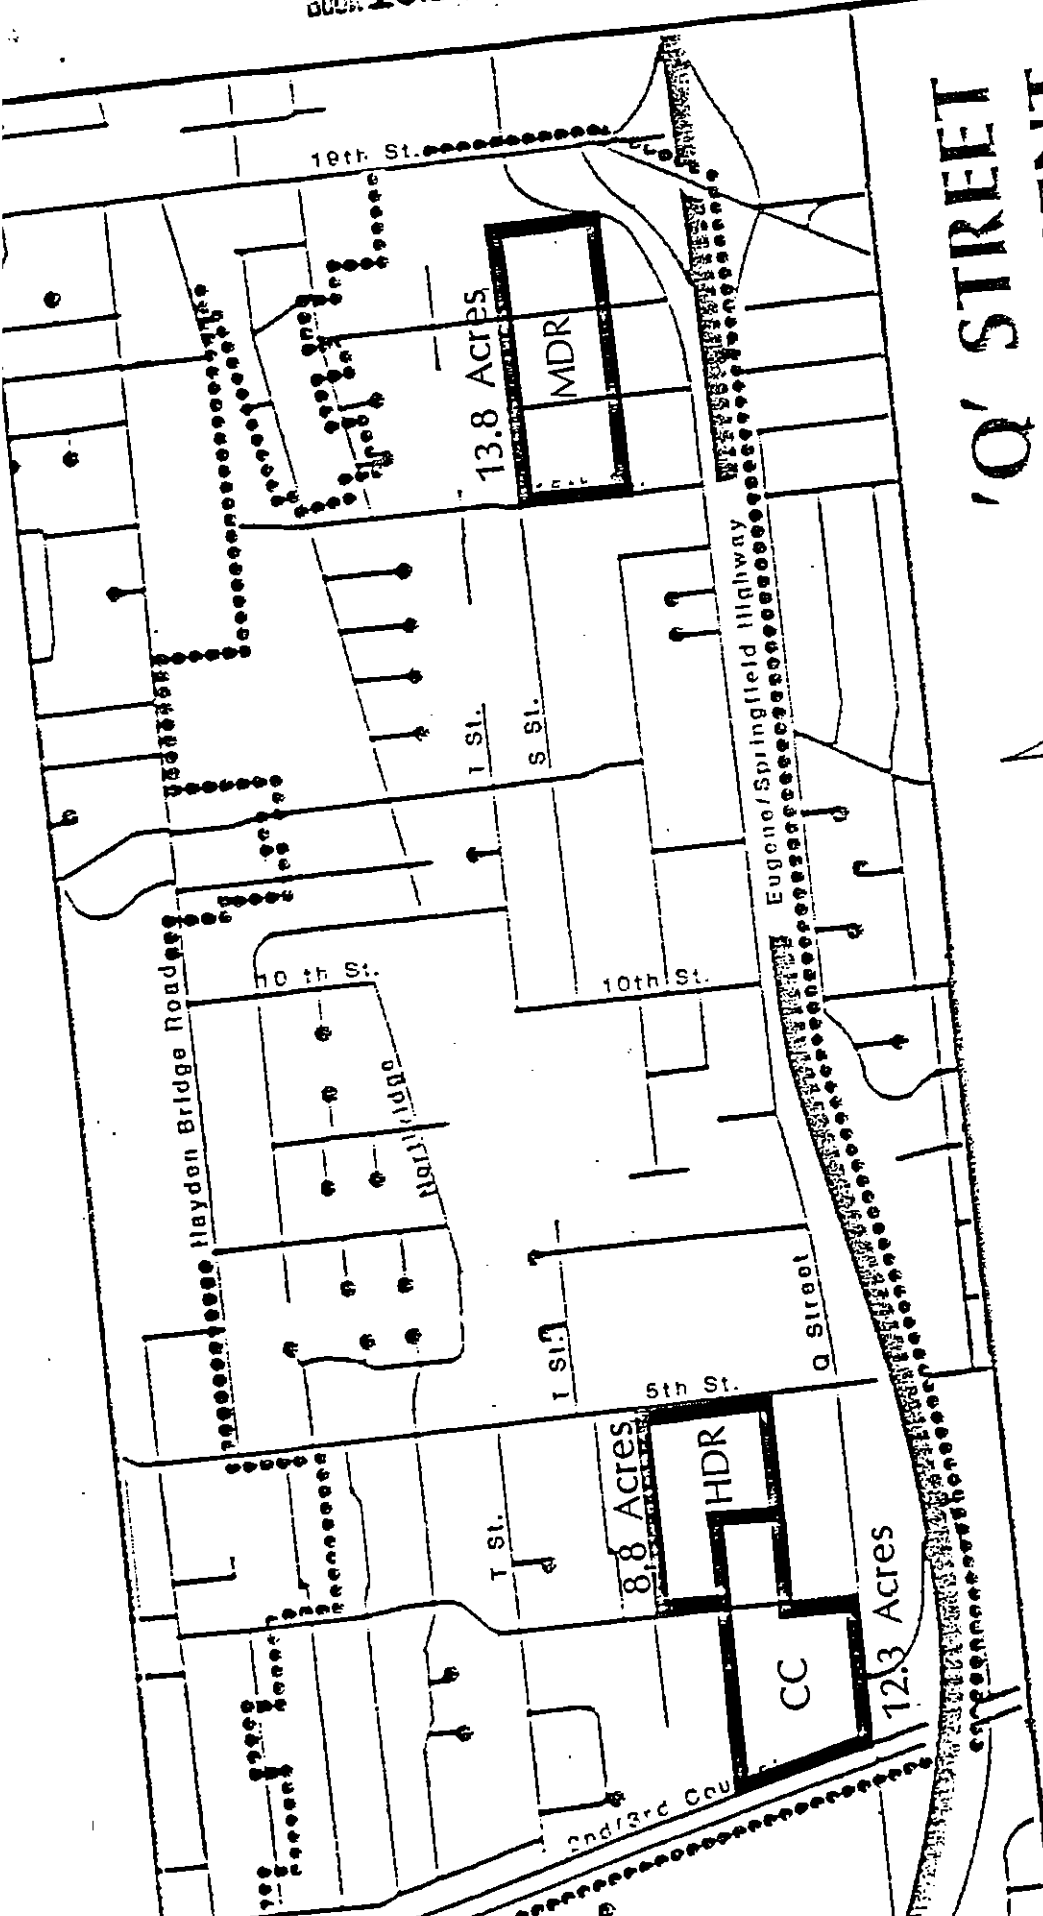 'Q' STREET
19th St.
13.8 Acres
MDR
Eugene/Springfield Highway
T St.
S St.
10 th St.
10th St.
Hayden Bridge Road
T St.
Q Street
5th St.
8.8 Acres
HDR
T St.
CC
12.3 Acres
2nd/3rd